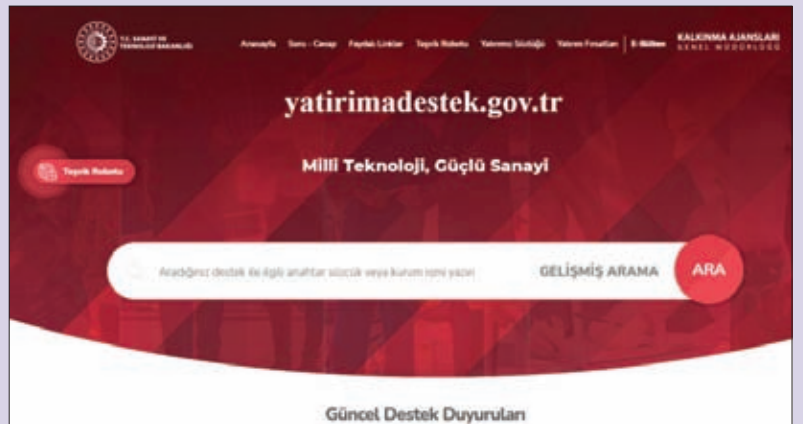 T.C. SANAYİ VE
TEKNOLOJİ BAKANLIĞI
Anasayfa Soru - Cevap Faydalı Linkler Teşvik Robotu Yatırımcı Sözlüğü Yatırım Fırsatları E-Bülten
KALKINMA AJANSLARI
GENEL MÜDÜRLÜĞÜ
yatirimadestek.gov.tr
Milli Teknoloji, Güçlü Sanayi
Teşvik Robotu
Aradığınız destek ile ilgili anahtar sözcük veya kurum ismi yazın
GELİŞMİŞ ARAMA
ARA
Güncel Destek Duyuruları